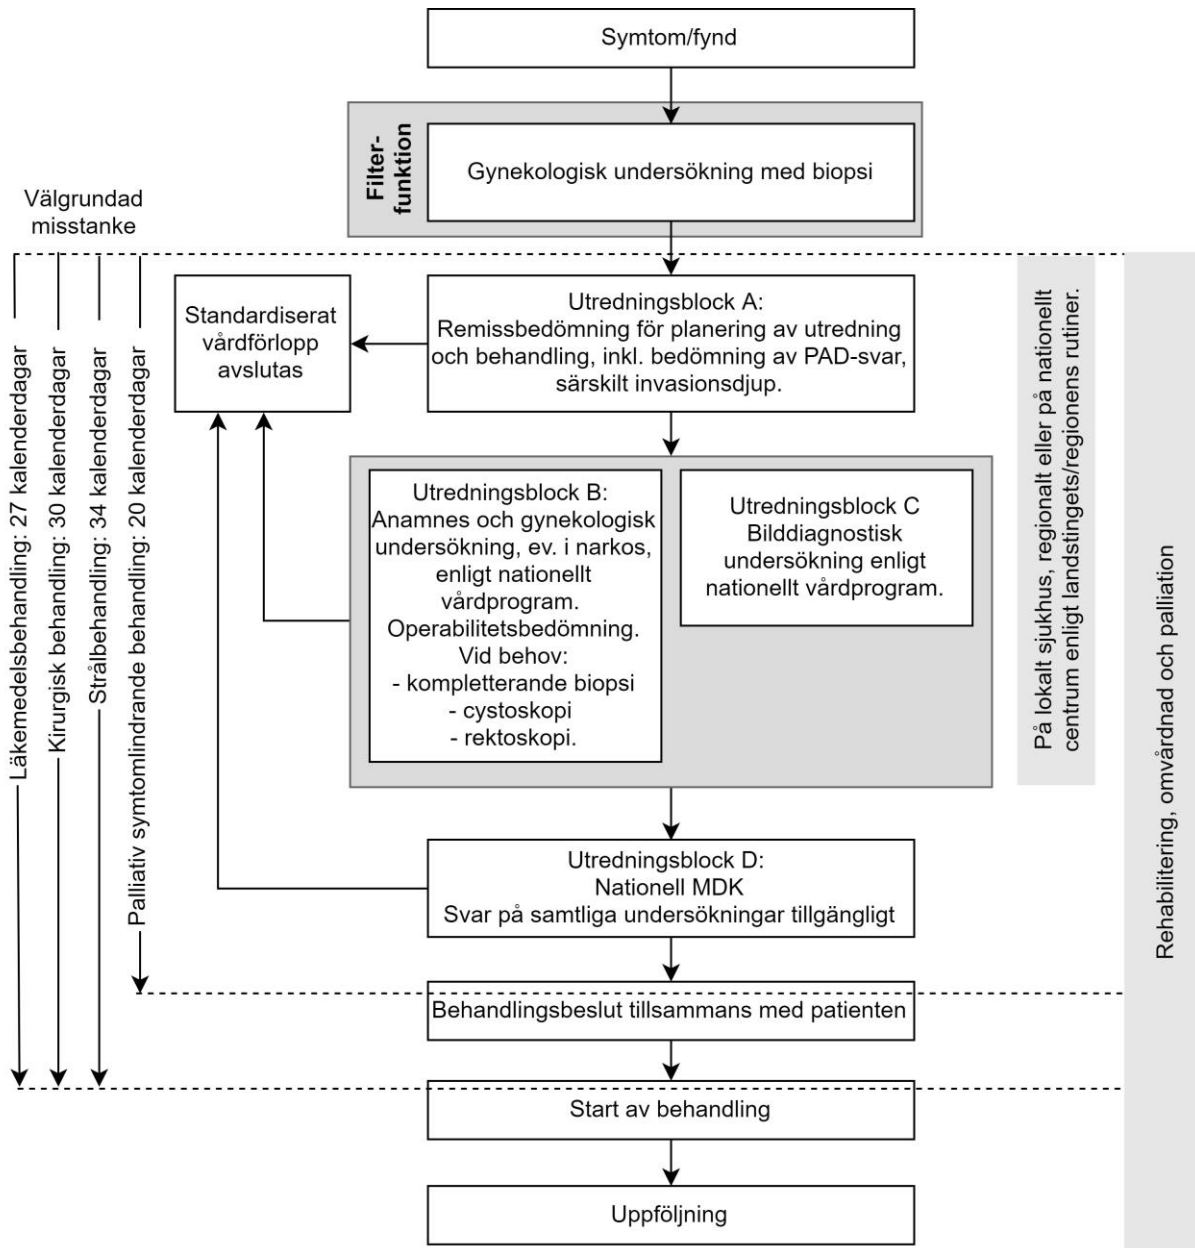 Symtom/fynd
Filter-
funktion
Gynekologisk undersökning med biopsi
Välgrundad
misstanke
Läkemedelsbehandling: 27 kalenderdagar
Kirurgisk behandling: 30 kalenderdagar
Strålbehandling: 34 kalenderdagar
Palliativ symtomlindrande behandling: 20 kalenderdagar
Standardiserat
vårdförlopp
avslutas
Utredningsblock A:
Remissbedömning för planering av utredning
och behandling, inkl. bedömning av PAD-svar,
särskilt invasionsdjup.
Utredningsblock B:
Anamnes och gynekologisk
undersökning, ev. i narkos,
enligt nationellt
vårdprogram.
Operabilitetsbedömning.
Vid behov:
- kompletterande biopsi
- cystoskopi
- rektoskopi.
Utredningsblock C
Bilddiagnostisk
undersökning enligt
nationellt vårdprogram.
På lokalt sjukhus, regionalt eller på nationellt
centrum enligt landstingets/regionens rutiner.
Rehabilitering, omvårdnad och palliation
Utredningsblock D:
Nationell MDK
Svar på samtliga undersökningar tillgängligt
Behandlingsbeslut tillsammans med patienten
Start av behandling
Uppföljning